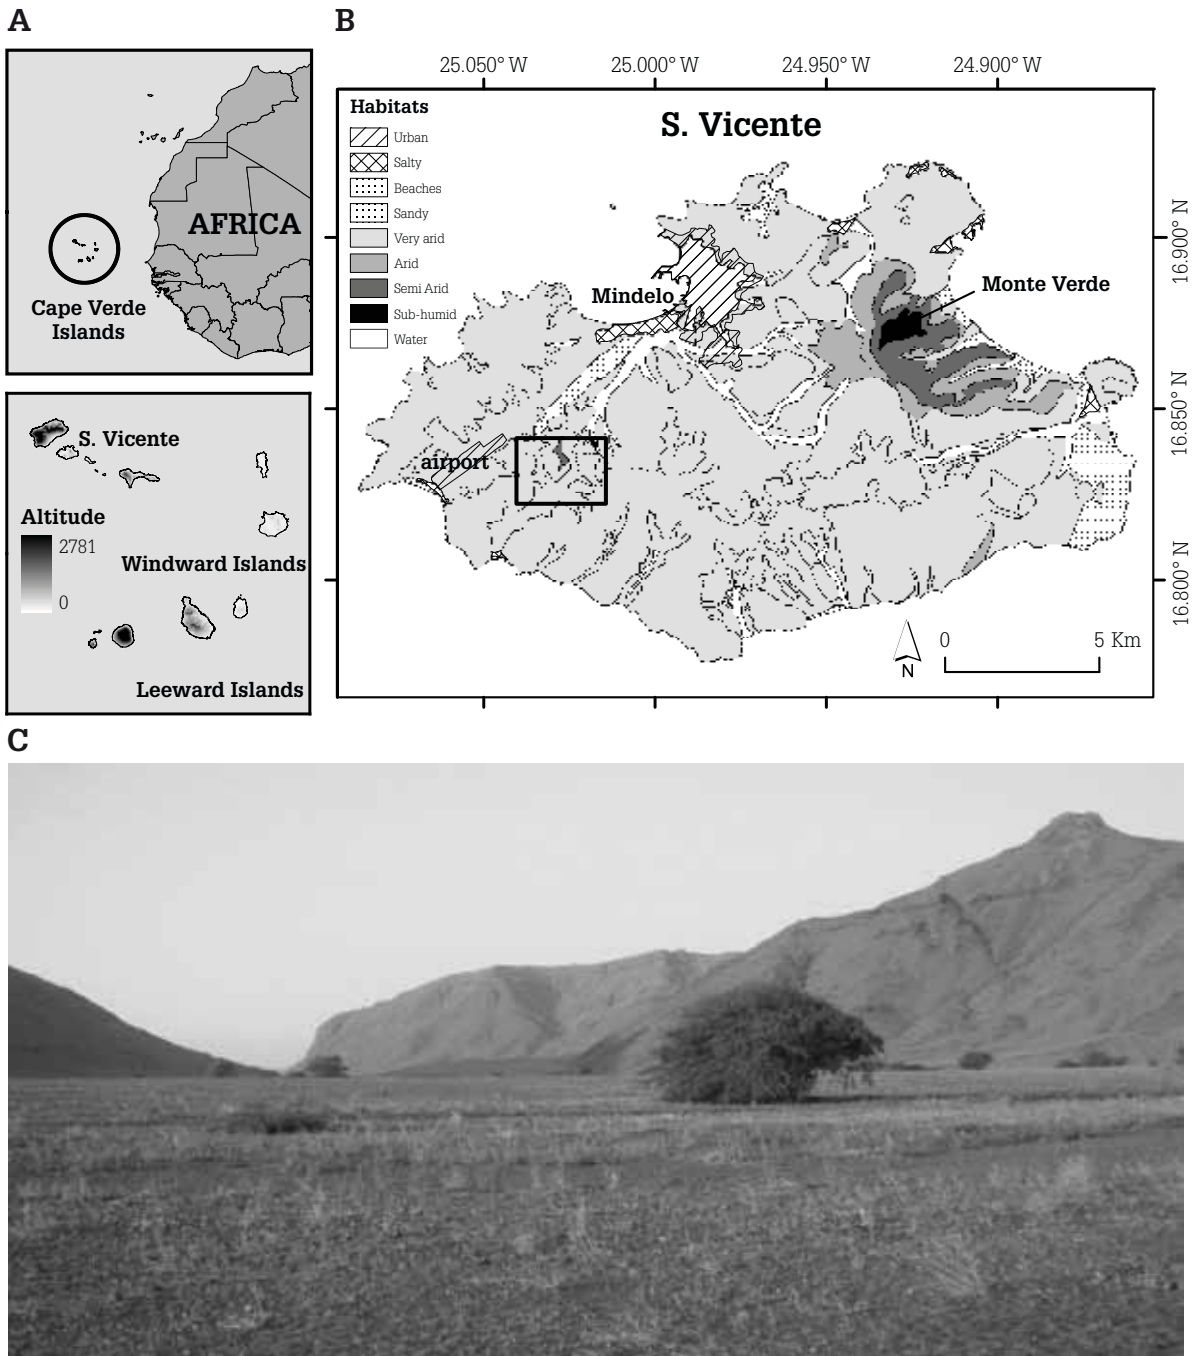 A
AFRICA
Cape Verde
Islands
S. Vicente
Altitude
2781
0
Windward Islands
Leeward Islands
B
25.050° W
25.000° W
24.950° W
24.900° W
Habitats
Urban
Salty
Beaches
Sandy
Very arid
Arid
Semi Arid
Sub-humid
Water
S. Vicente
Mindelo
Monte Verde
airport
16.900° N
16.850° N
16.800° N
N
0
5 Km
C